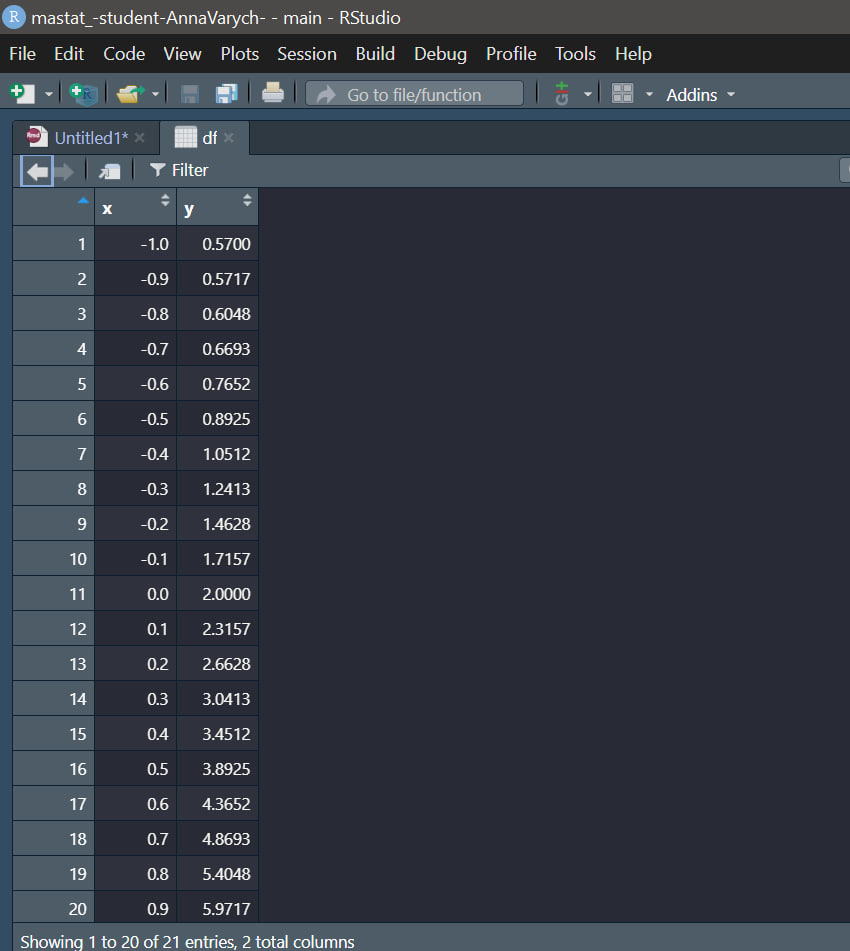 R mastat_-student-AnnaVarych- - main - RStudio
File Edit Code View Plots Session Build Debug Profile Tools Help
Go to file/function Addins
Untitled1* df
Filter
x y
1 -1.0 0.5700
2 -0.9 0.5717
3 -0.8 0.6048
4 -0.7 0.6693
5 -0.6 0.7652
6 -0.5 0.8925
7 -0.4 1.0512
8 -0.3 1.2413
9 -0.2 1.4628
10 -0.1 1.7157
11 0.0 2.0000
12 0.1 2.3157
13 0.2 2.6628
14 0.3 3.0413
15 0.4 3.4512
16 0.5 3.8925
17 0.6 4.3652
18 0.7 4.8693
19 0.8 5.4048
20 0.9 5.9717
Showing 1 to 20 of 21 entries, 2 total columns